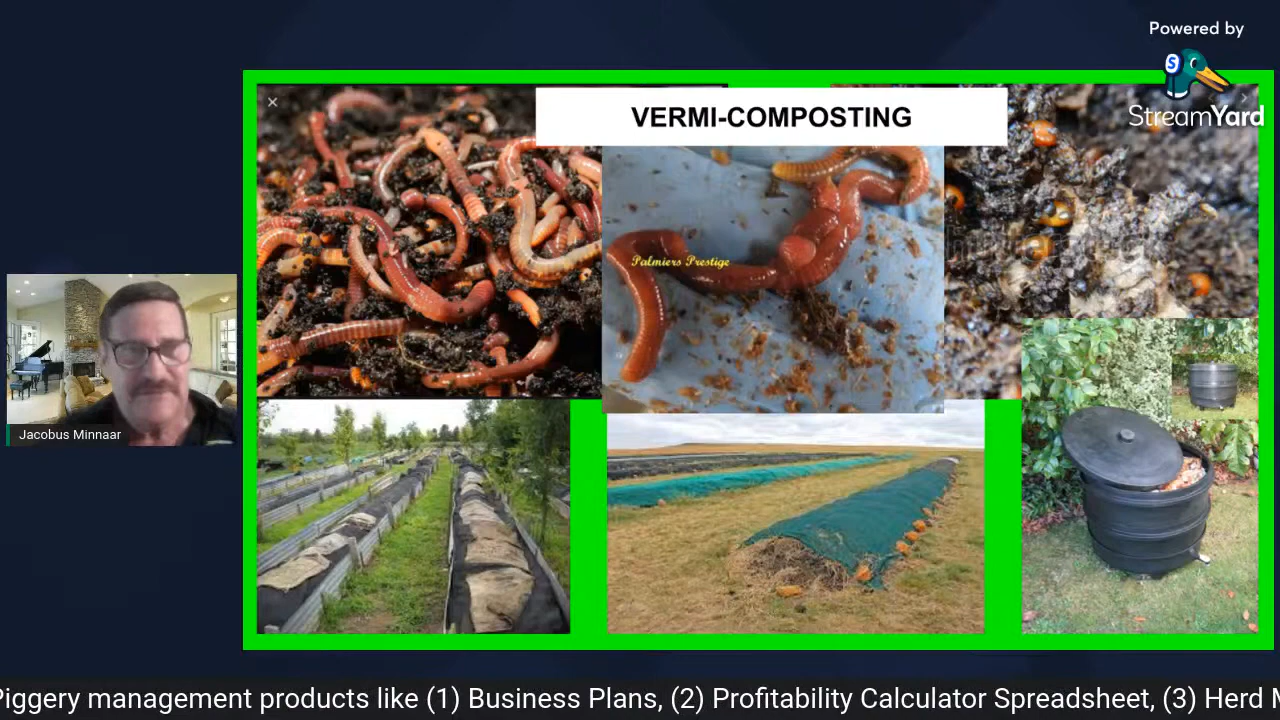 Powered by
StreamYard
VERMI-COMPOSTING
Palmiers Prestige
Jacobus Minnaar
Piggery management products like (1) Business Plans, (2) Profitability Calculator Spreadsheet, (3) Herd